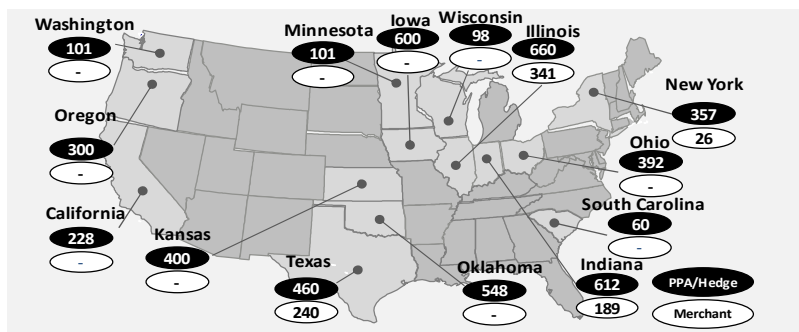 Washington
101
-
Minnesota
101
-
Iowa
600
-
Wisconsin
98
-
Illinois
660
341
New York
357
26
Oregon
300
-
Ohio
392
-
California
228
-
Kansas
400
-
Texas
460
240
Oklahoma
548
-
South Carolina
60
-
Indiana
612
189
PPA/Hedge
Merchant